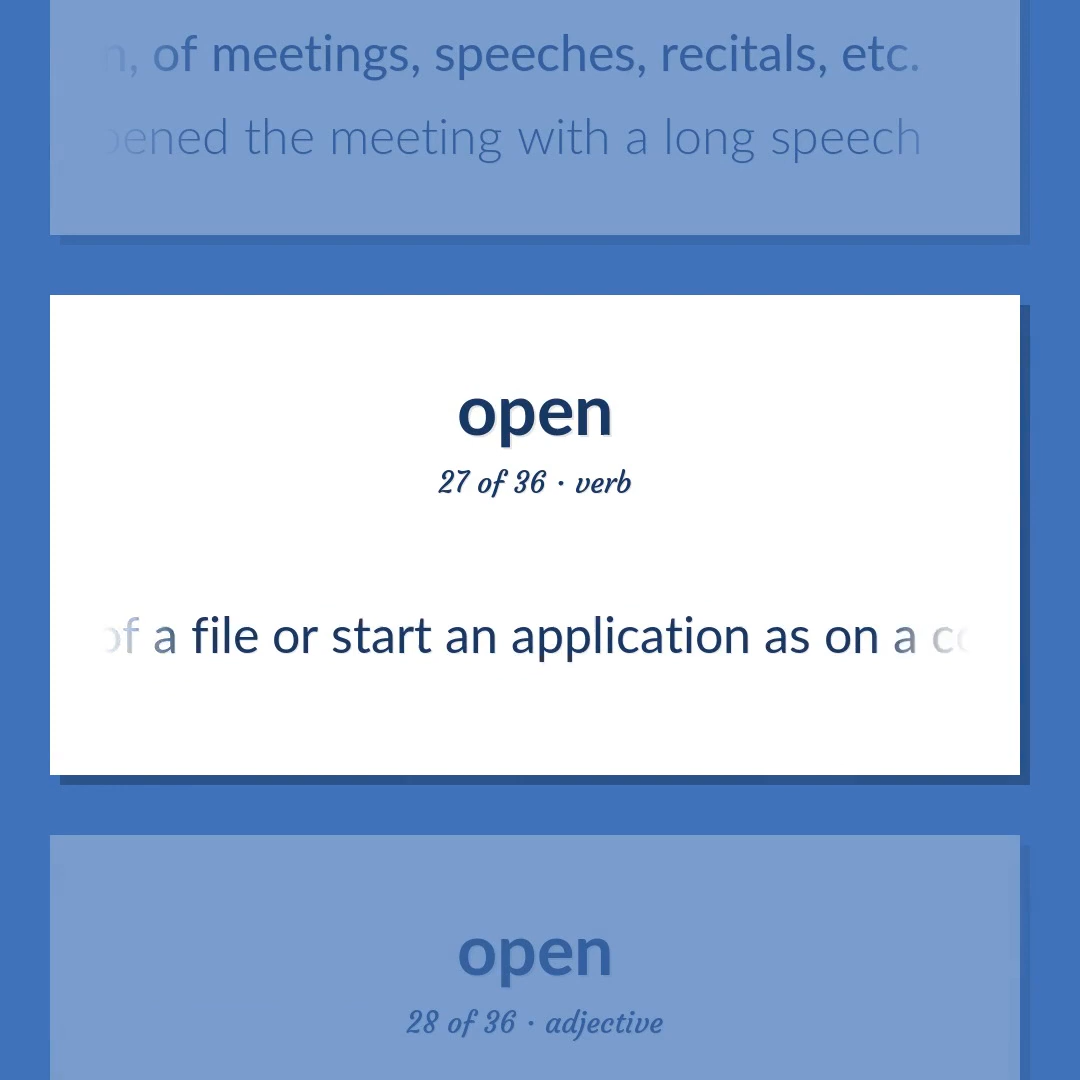 of meetings, speeches, recitals, etc.
the meeting with a long speech
open
27 of 36 · verb
of a file or start an application as on a
open
28 of 36 · adjective